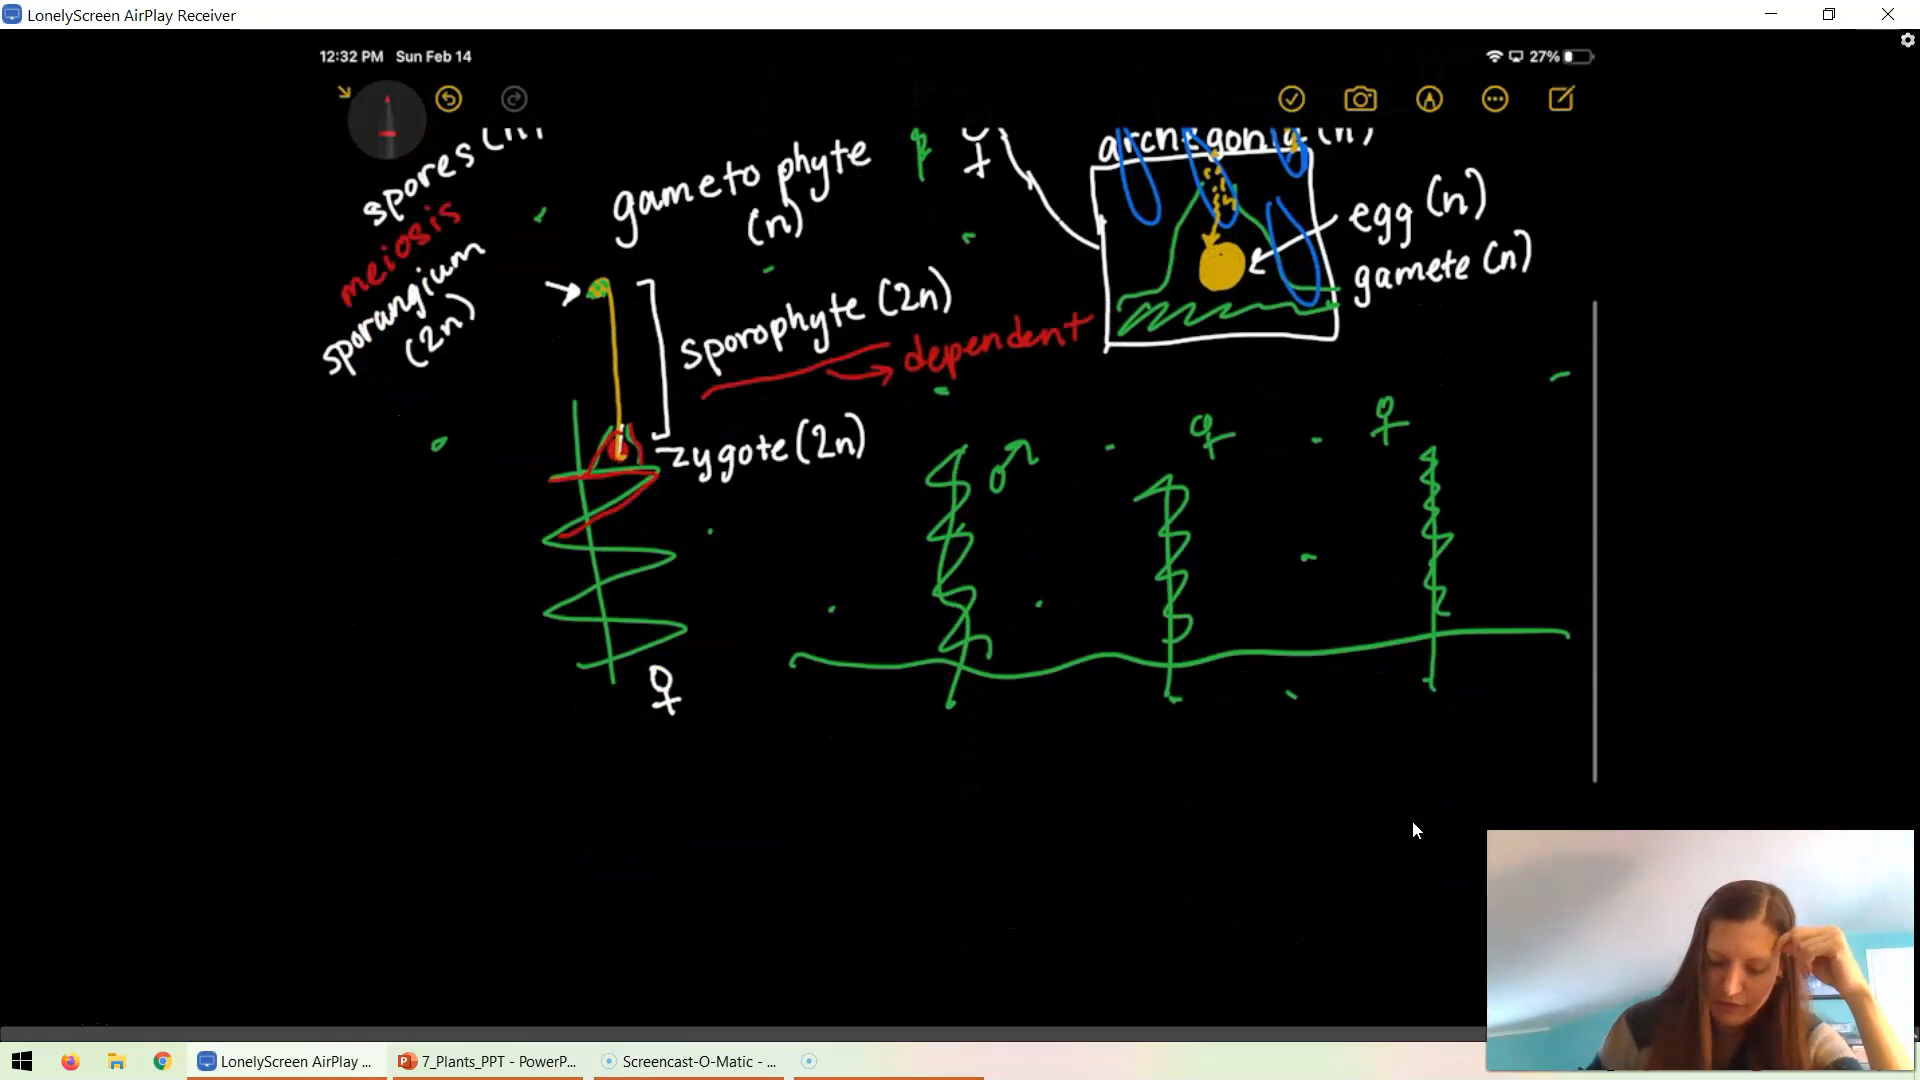 LonelyScreen AirPlay Receiver
12:32 PM Sun Feb 14
27%
spores (n)
meiosis
sporangium
(2n)
gametophyte
(n)
♀
archegonia (n)
egg (n)
gamete (n)
sporophyte (2n)
dependent
zygote (2n)
♂
♀
♀
♀
LonelyScreen AirPlay ...
7_Plants_PPT - PowerP...
Screencast-O-Matic - ...